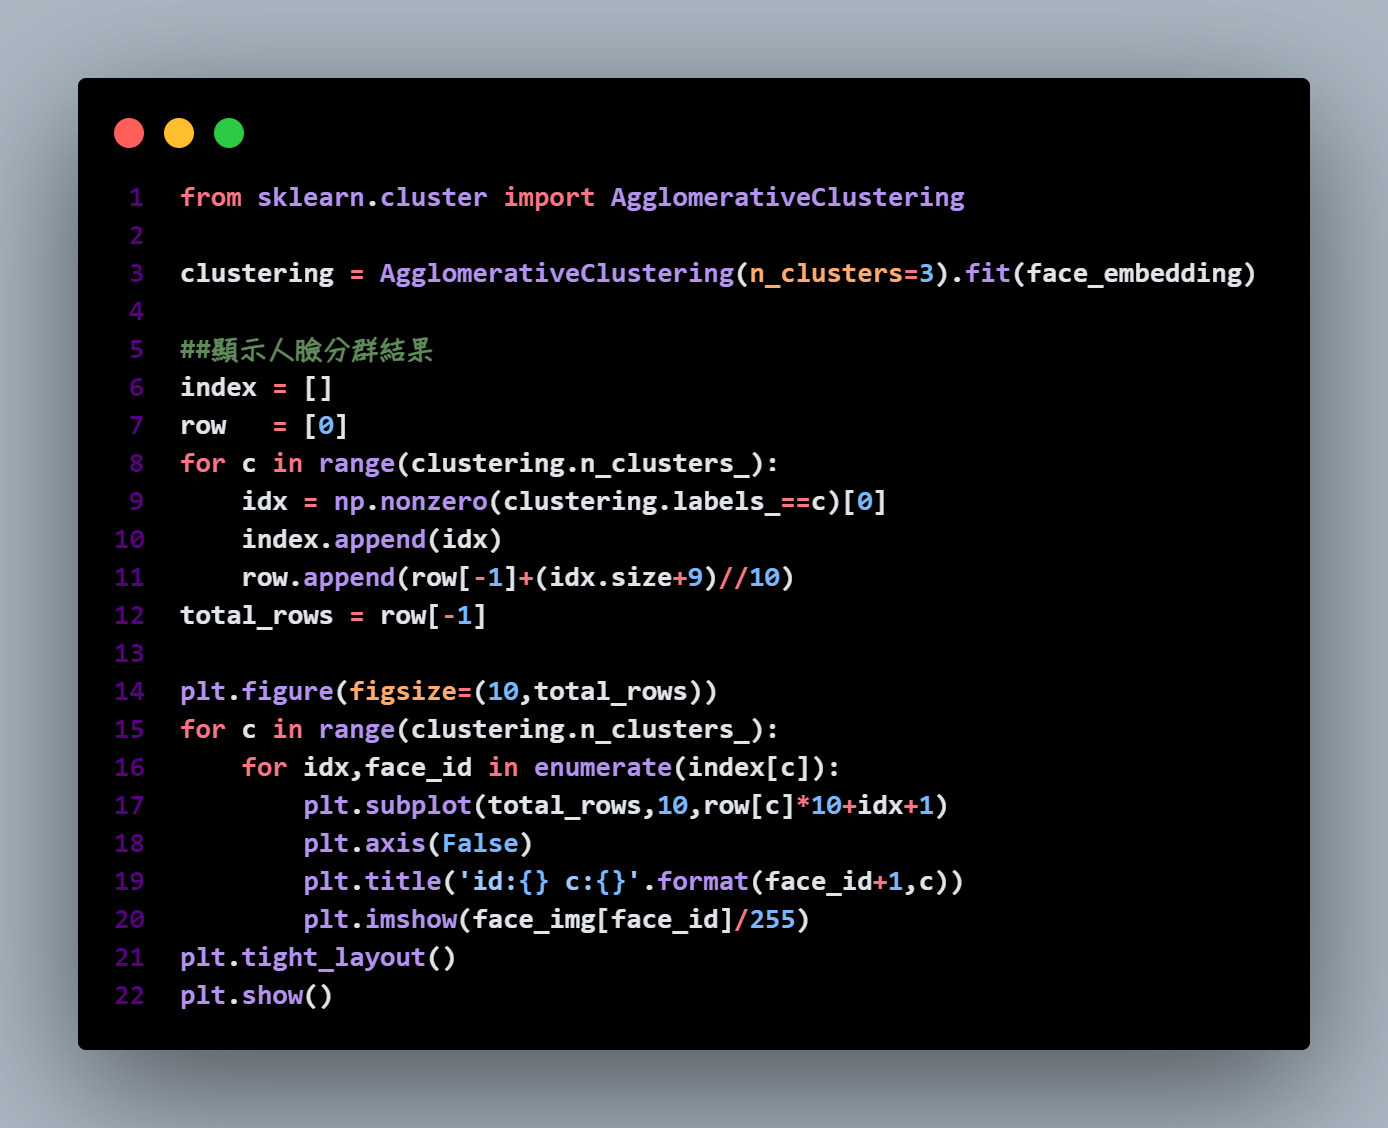 1 from sklearn.cluster import AgglomerativeClustering
2
3 clustering = AgglomerativeClustering(n_clusters=3).fit(face_embedding)
4
5 ##顯示人臉分群結果
6 index = []
7 row   = [0]
8 for c in range(clustering.n_clusters_):
9     idx = np.nonzero(clustering.labels_==c)[0]
10     index.append(idx)
11     row.append(row[-1]+(idx.size+9)//10)
12 total_rows = row[-1]
13
14 plt.figure(figsize=(10,total_rows))
15 for c in range(clustering.n_clusters_):
16     for idx,face_id in enumerate(index[c]):
17         plt.subplot(total_rows,10,row[c]*10+idx+1)
18         plt.axis(False)
19         plt.title('id:{} c:{}'.format(face_id+1,c))
20         plt.imshow(face_img[face_id]/255)
21 plt.tight_layout()
22 plt.show()